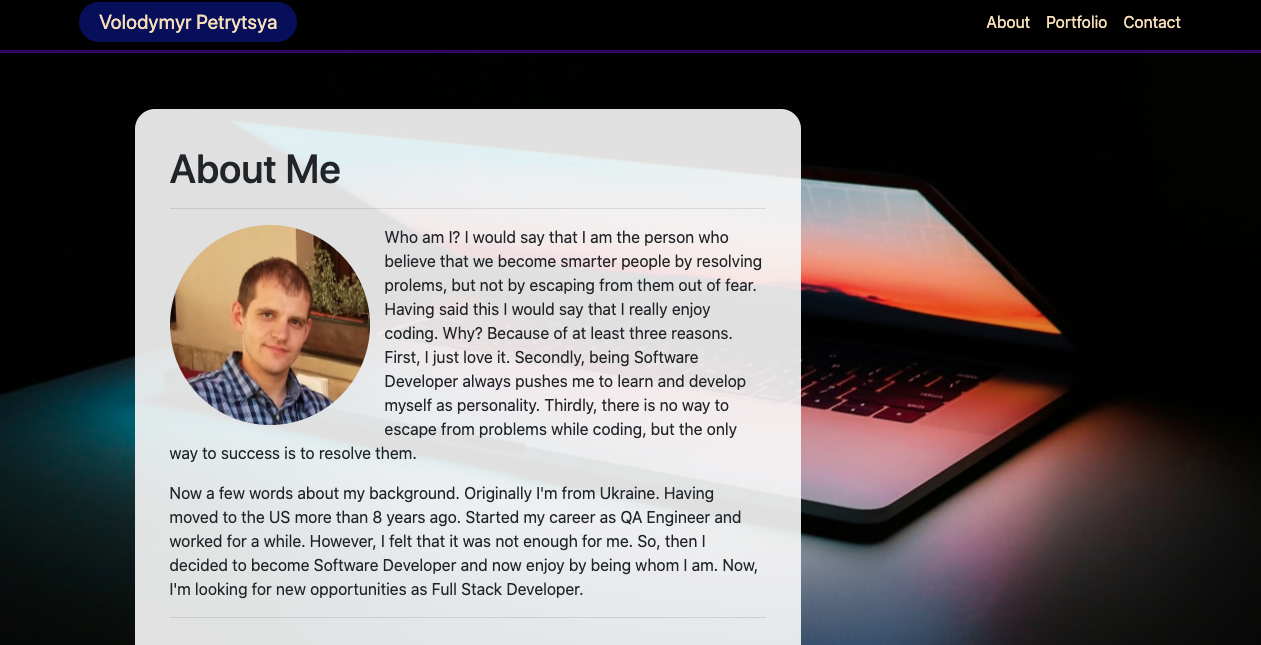 Volodymyr Petrytsya
About Portfolio Contact
About Me
Who am I? I would say that I am the person who
believe that we become smarter people by resolving
prolems, but not by escaping from them out of fear.
Having said this I would say that I really enjoy
coding. Why? Because of at least three reasons.
First, I just love it. Secondly, being Software
Developer always pushes me to learn and develop
myself as personality. Thirdly, there is no way to
escape from problems while coding, but the only
way to success is to resolve them.
Now a few words about my background. Originally I'm from Ukraine. Having
moved to the US more than 8 years ago. Started my career as QA Engineer and
worked for a while. However, I felt that it was not enough for me. So, then I
decided to become Software Developer and now enjoy by being whom I am. Now,
I'm looking for new opportunities as Full Stack Developer.